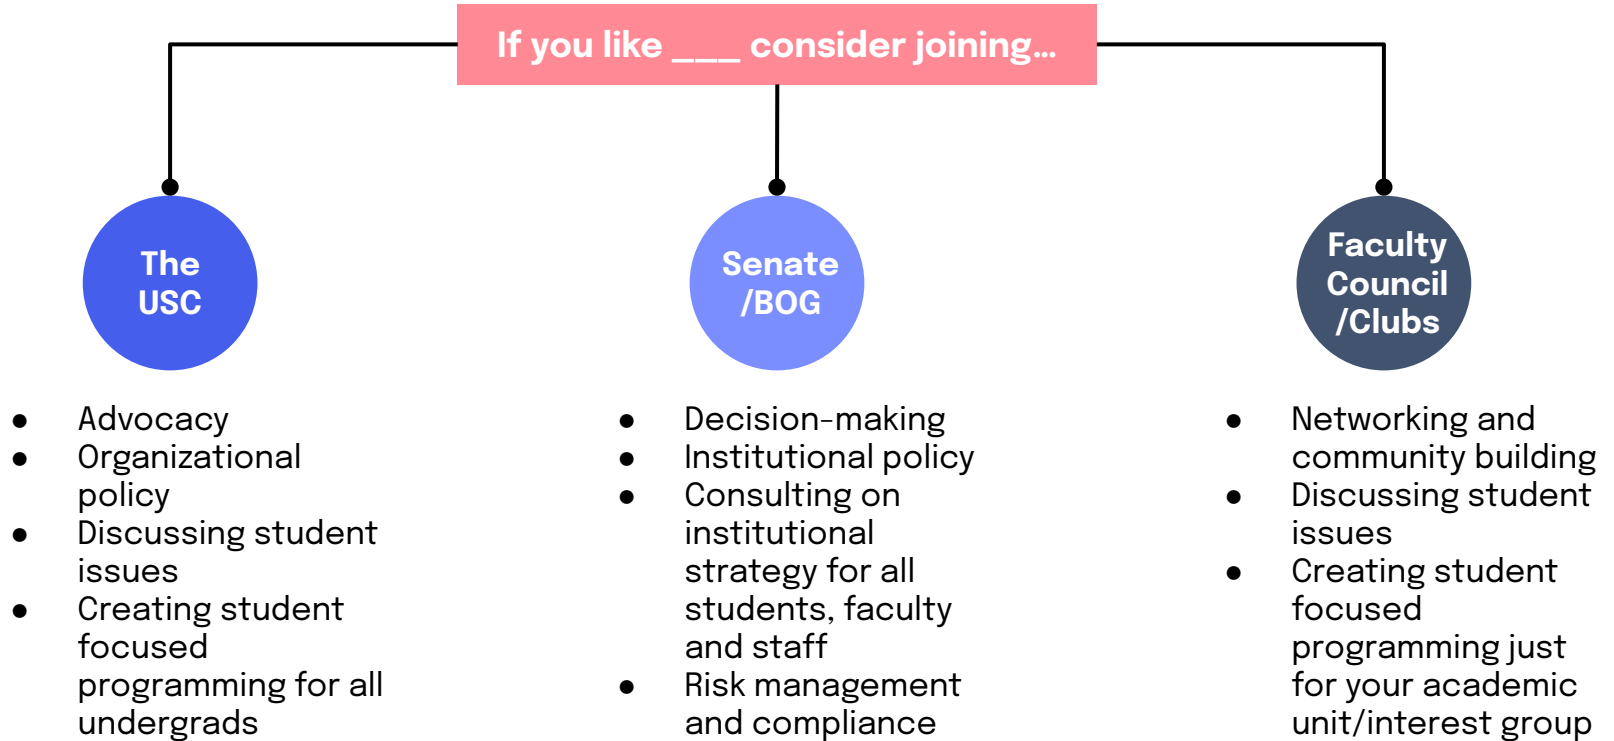 If you like ___ consider joining...
The
USC
● Advocacy
● Organizational
policy
● Discussing student
issues
● Creating student
focused
programming for all
undergrads
Senate
/BOG
● Decision-making
● Institutional policy
● Consulting on
institutional
strategy for all
students, faculty
and staff
● Risk management
and compliance
Faculty
Council
/Clubs
● Networking and
community building
● Discussing student
issues
● Creating student
focused
programming just
for your academic
unit/interest group